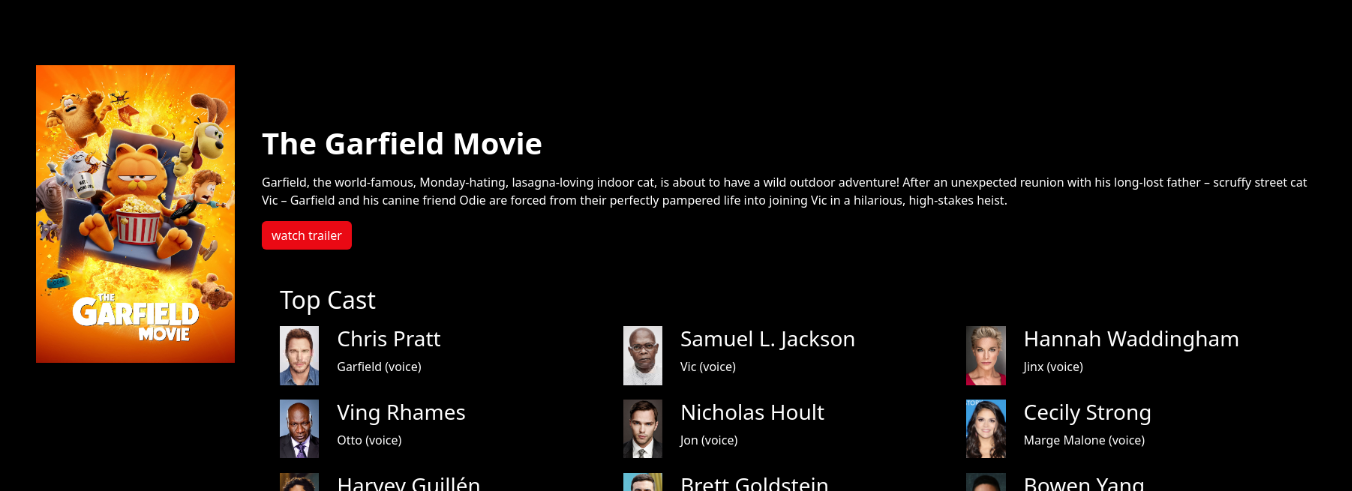 THE
GARFIELD
MOVIE
The Garfield Movie
Garfield, the world-famous, Monday-hating, lasagna-loving indoor cat, is about to have a wild outdoor adventure! After an unexpected reunion with his long-lost father – scruffy street cat
Vic – Garfield and his canine friend Odie are forced from their perfectly pampered life into joining Vic in a hilarious, high-stakes heist.
watch trailer
Top Cast
Chris Pratt
Garfield (voice)
Samuel L. Jackson
Vic (voice)
Hannah Waddingham
Jinx (voice)
Ving Rhames
Otto (voice)
Nicholas Hoult
Jon (voice)
Cecily Strong
Marge Malone (voice)
Harvey Guillén
Brett Goldstein
Bowen Yang